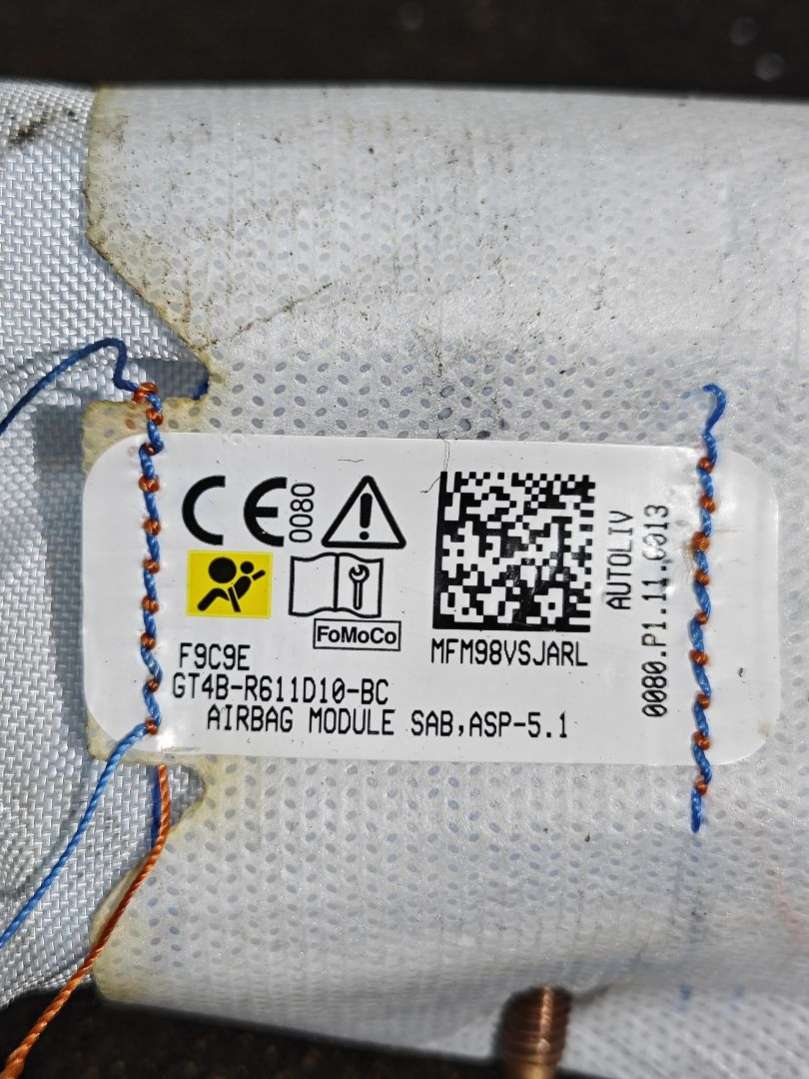 CE 0080
FoMoCo
MFM98VSJARL
AUTOLIV
0080.P1.11.0013
F9C9E
GT4B-R611D10-BC
AIRBAG MODULE SAB,ASP-5.1